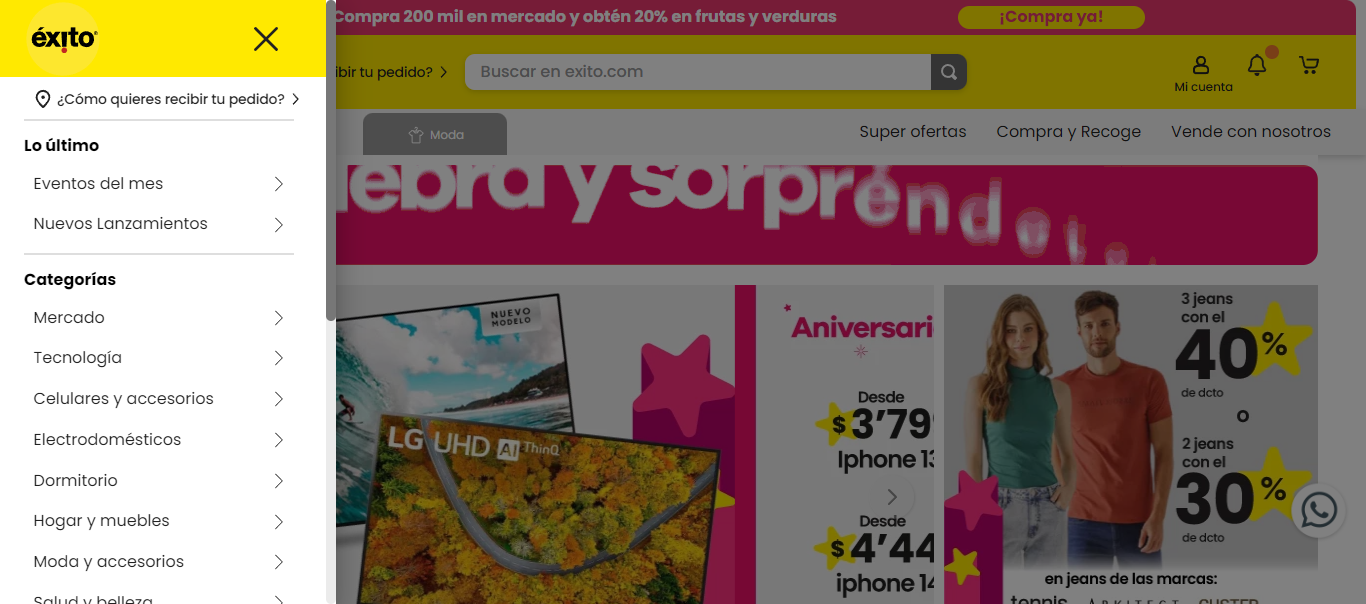 éxito
¿Cómo quieres recibir tu pedido?
Lo último
Eventos del mes
Nuevos Lanzamientos
Categorías
Mercado
Tecnología
Celulares y accesorios
Electrodomésticos
Dormitorio
Hogar y muebles
Moda y accesorios
Salud y belleza
Compra 200 mil en mercado y obtén 20% en frutas y verduras
¡Compra ya!
ibir tu pedido?
Buscar en exito.com
Mi cuenta
Moda
Super ofertas
Compra y Recoge
Vende con nosotros
lebra y sorpréndete
NUEVO
MODELO
LG UHD AI ThinQ
Aniversari
Desde
$3’79
Iphone 13
Desde
$4’44
iphone 14
3 jeans
con el
40%
de dcto
o
2 jeans
con el
30%
de dcto
en jeans de las marcas:
tennis ARKITECT